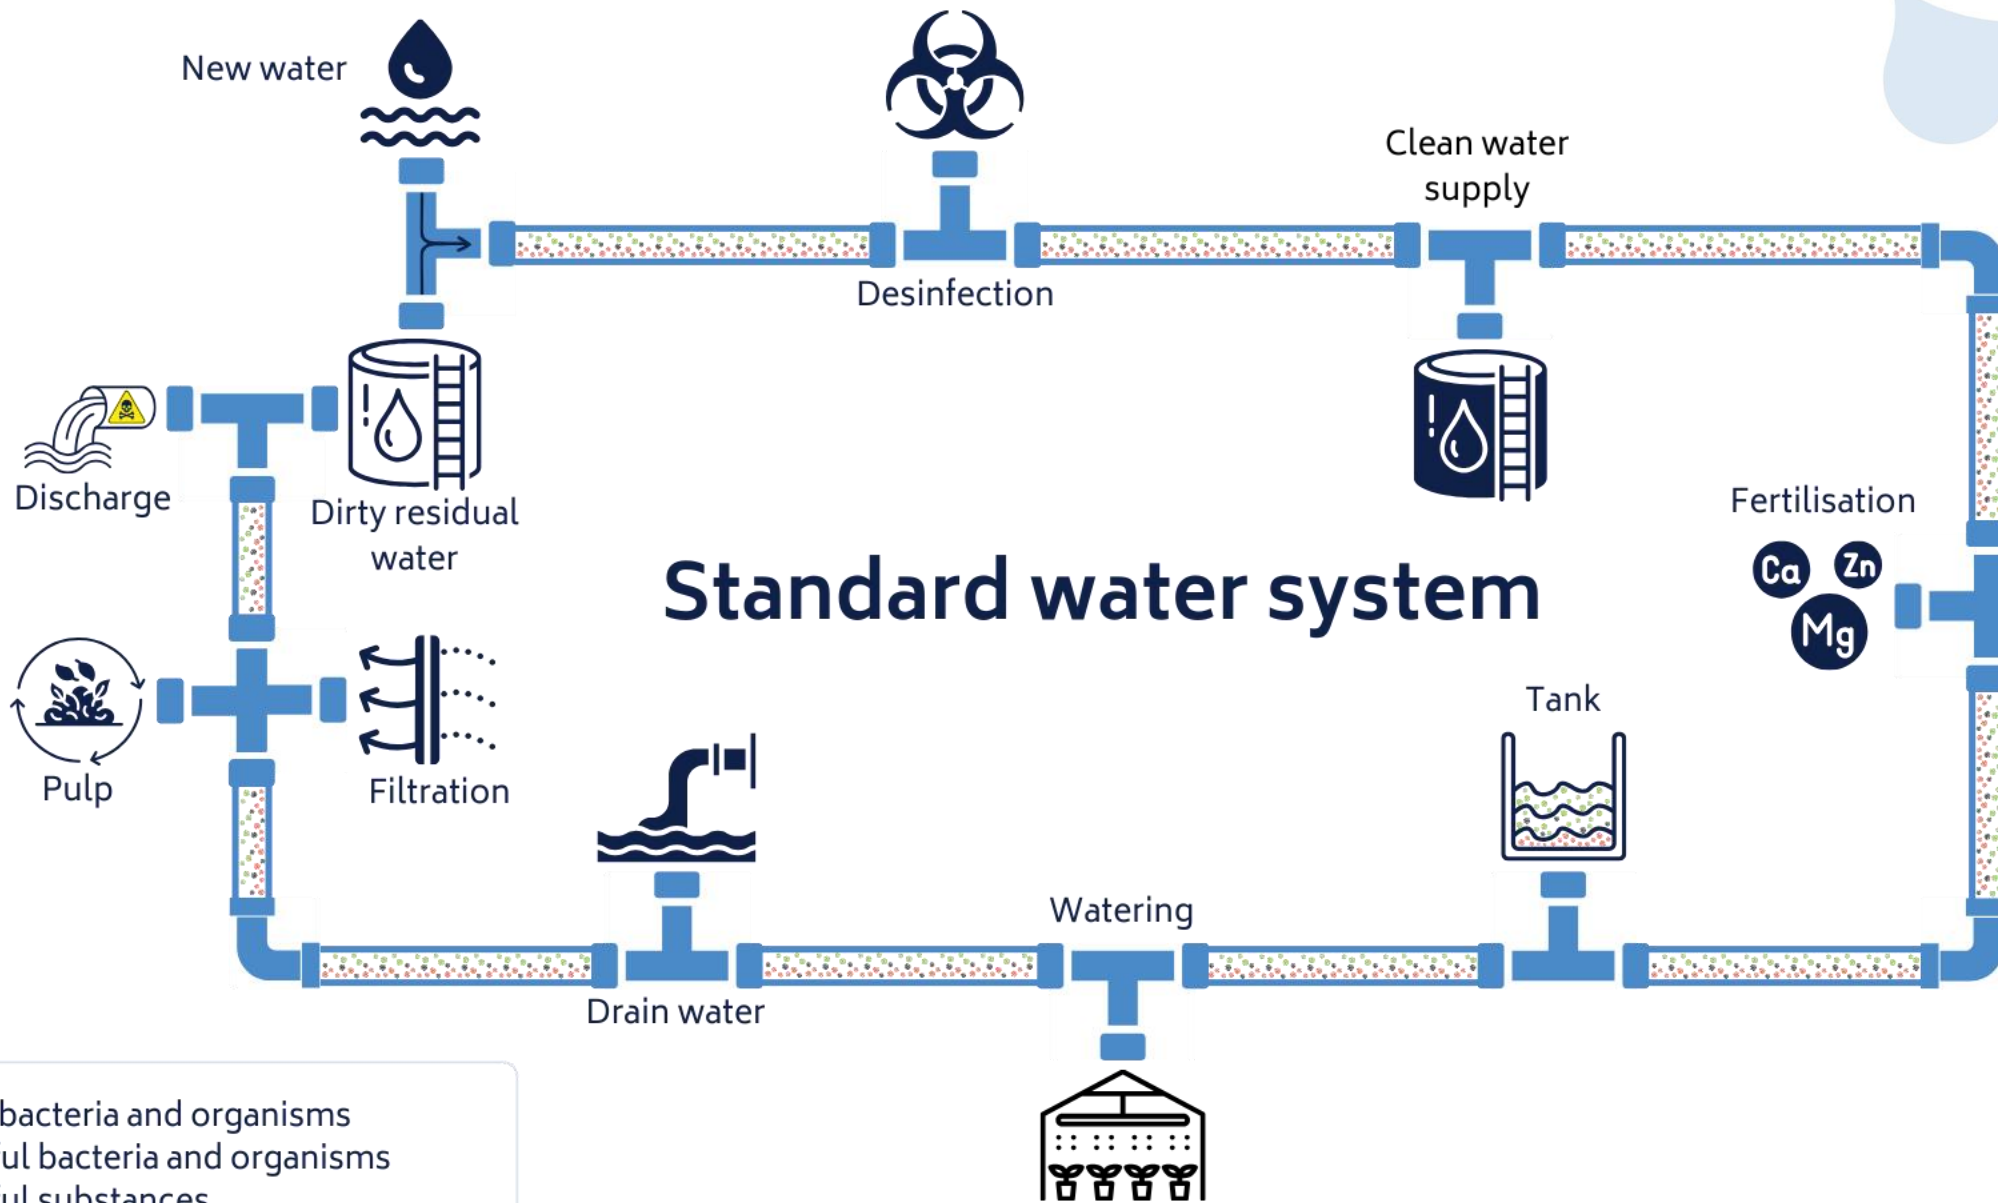 New water
Clean water
supply
Desinfection
Discharge
Dirty residual
water
Fertilisation
Ca
Zn
Mg
Standard water system
Tank
Pulp
Filtration
Watering
Drain water
bacteria and organisms
bacteria and organisms
substances